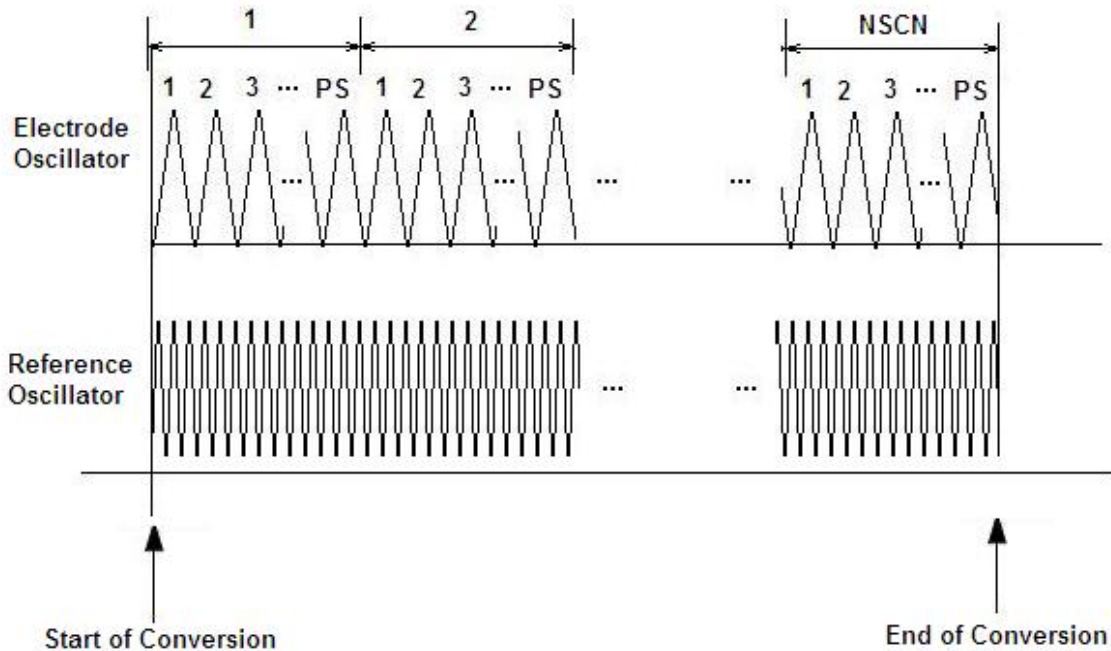 1 2 NSCN
1 2 3 ... PS 1 2 3 ... PS 1 2 3 ... PS
Electrode
Oscillator
... ... ... ... ...
Reference
Oscillator
... ...
Start of Conversion
End of Conversion